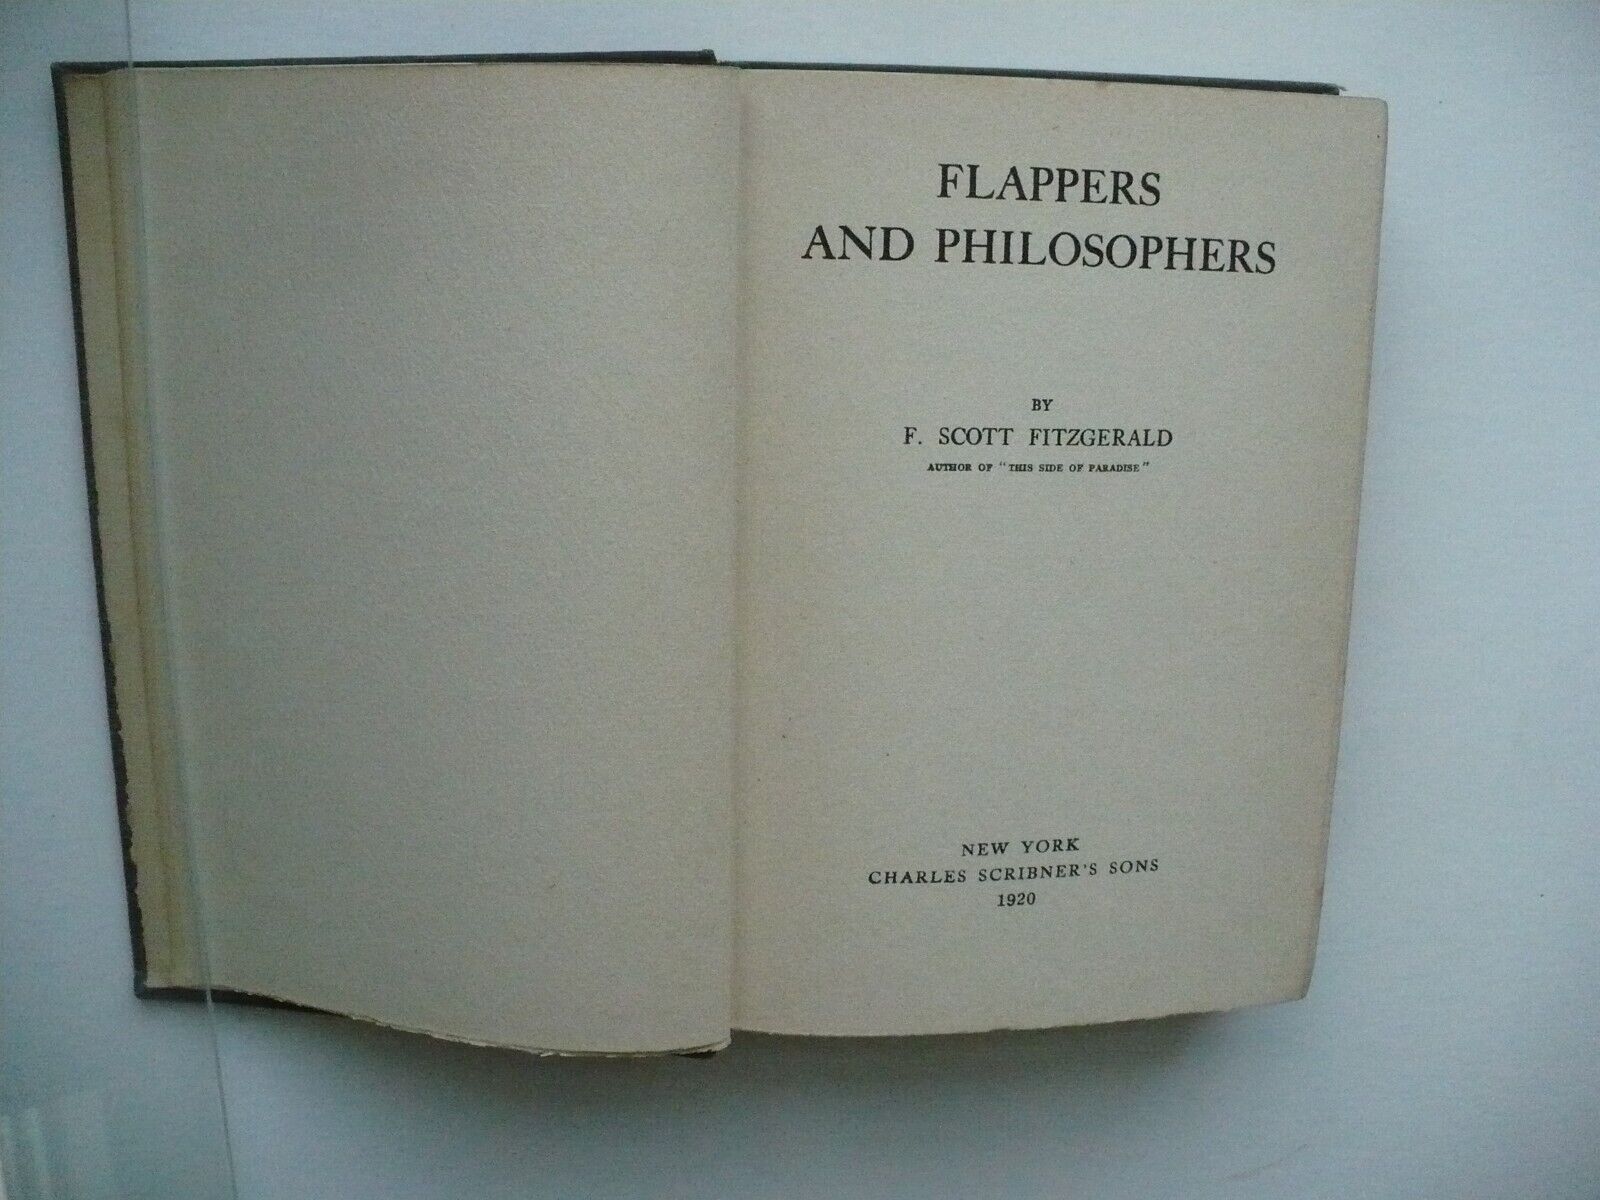 FLAPPERS
AND PHILOSOPHERS
BY
F. SCOTT FITZGERALD
AUTHOR OF "THIS SIDE OF PARADISE"
NEW YORK
CHARLES SCRIBNER'S SONS
1920